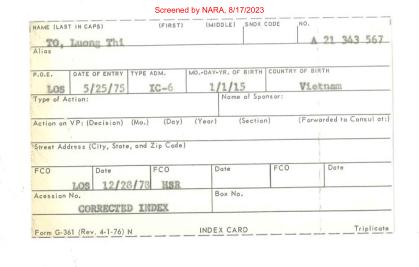 Screened by NARA, 8/17/2023
NAME (LAST IN CAPS) (FIRST) (MIDDLE) SNDR CODE NO.
TO, Luong Thi A 21 343 567
Alias
P.O.E. DATE OF ENTRY TYPE ADM. MO.-DAY-YR. OF BIRTH COUNTRY OF BIRTH
LOS 5/25/75 IC-6 1/1/15 Vietnam
Type of Action: Name of Sponsor:
Action on V.P: (Decision) (Mo.) (Day) (Year) (Section) (Forwarded to Consul at:)
Street Address (City, State, and Zip Code)
FCO Date FCO Date FCO Date
LOS 12/28/78 HSR
Acession No. Box No.
CORRECTED INDEX
Form G-361 (Rev. 4-1-76) N INDEX CARD Triplicate